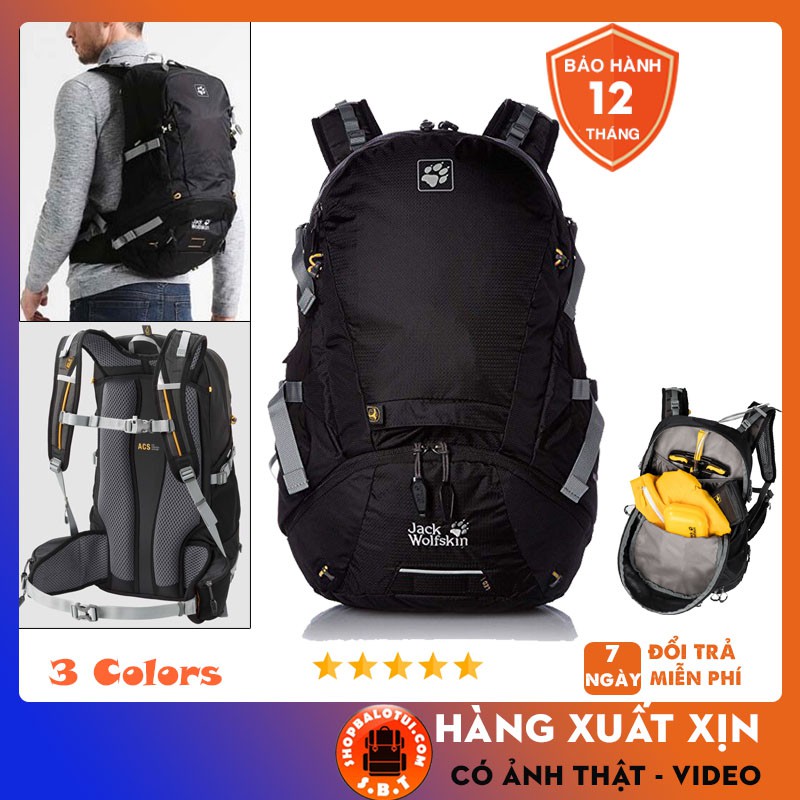 BẢO HÀNH
12
THÁNG
Jack
Wolfskin
ACS
Jack
Wolfskin
3 Colors
7
NGÀY
ĐỔI TRẢ
MIỄN PHÍ
SHOPBALOTUI.COM
S.B.T
HÀNG XUẤT XỊN
CÓ ẢNH THẬT - VIDEO